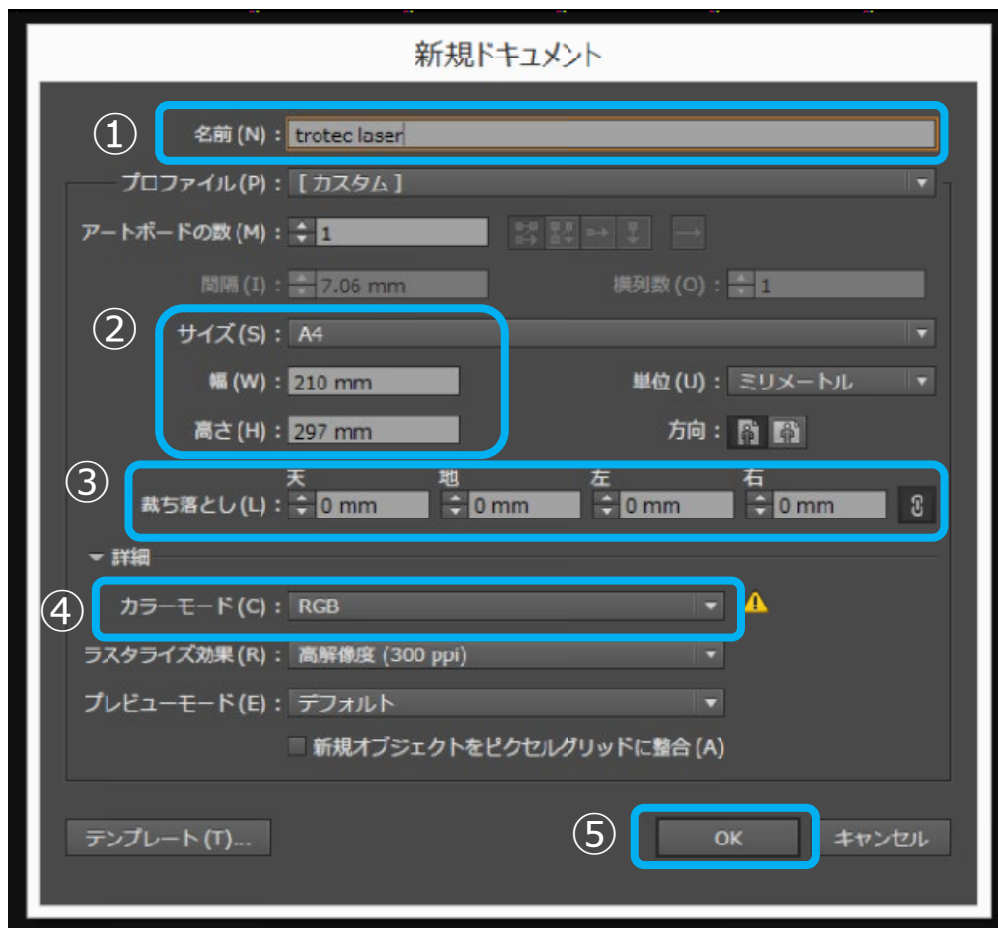 新規ドキュメント
① 名前 (N) : trotec laser
プロファイル (P) : [ カスタム ]
アートボードの数 (M) : 1
間隔 (I) : 7.06 mm 横列数 (O) : 1
② サイズ (S) : A4
幅 (W) : 210 mm 単位 (U) : ミリメートル
高さ (H) : 297 mm 方向 :
③ 天 地 左 右
裁ち落とし (L) : 0 mm 0 mm 0 mm 0 mm
詳細
④ カラーモード (C) : RGB
ラスタライズ効果 (R) : 高解像度 (300 ppi)
プレビューモード (E) : デフォルト
新規オブジェクトをピクセルグリッドに整合 (A)
テンプレート (T)... ⑤ OK キャンセル